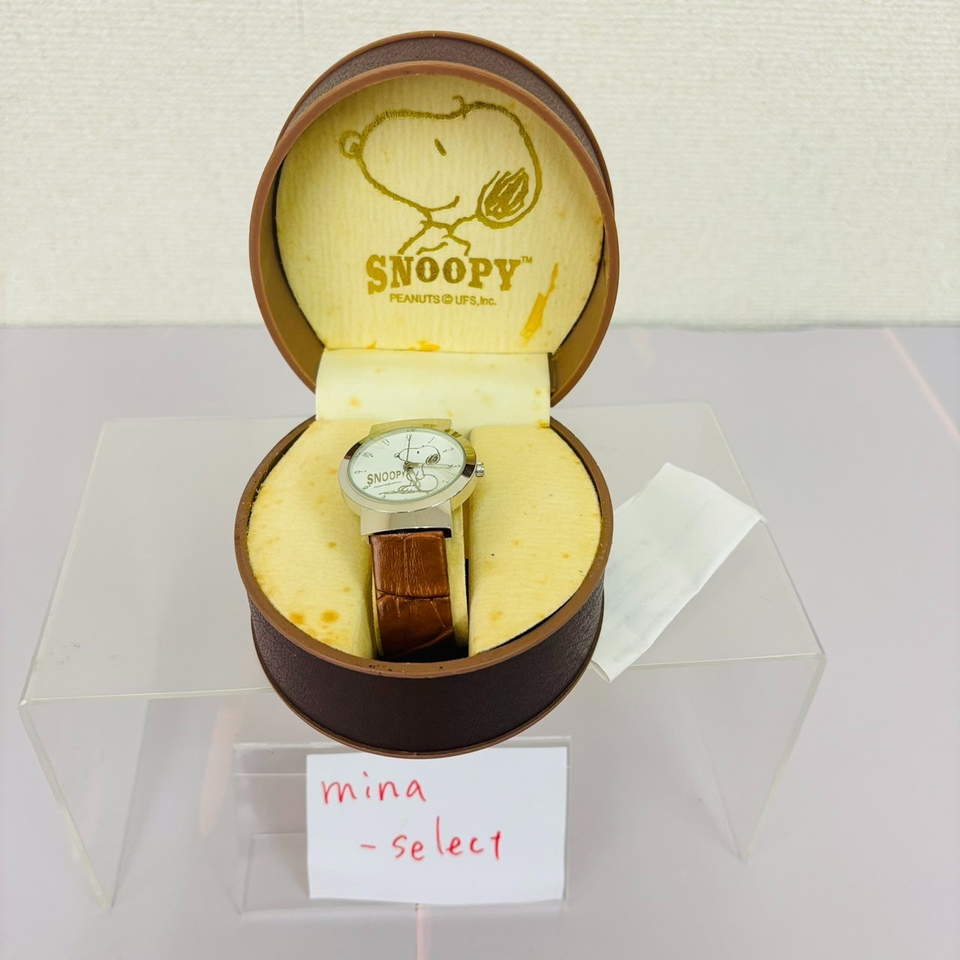 SNOOPY™
PEANUTS © UFS, Inc.
SNOOPY
mina
-select